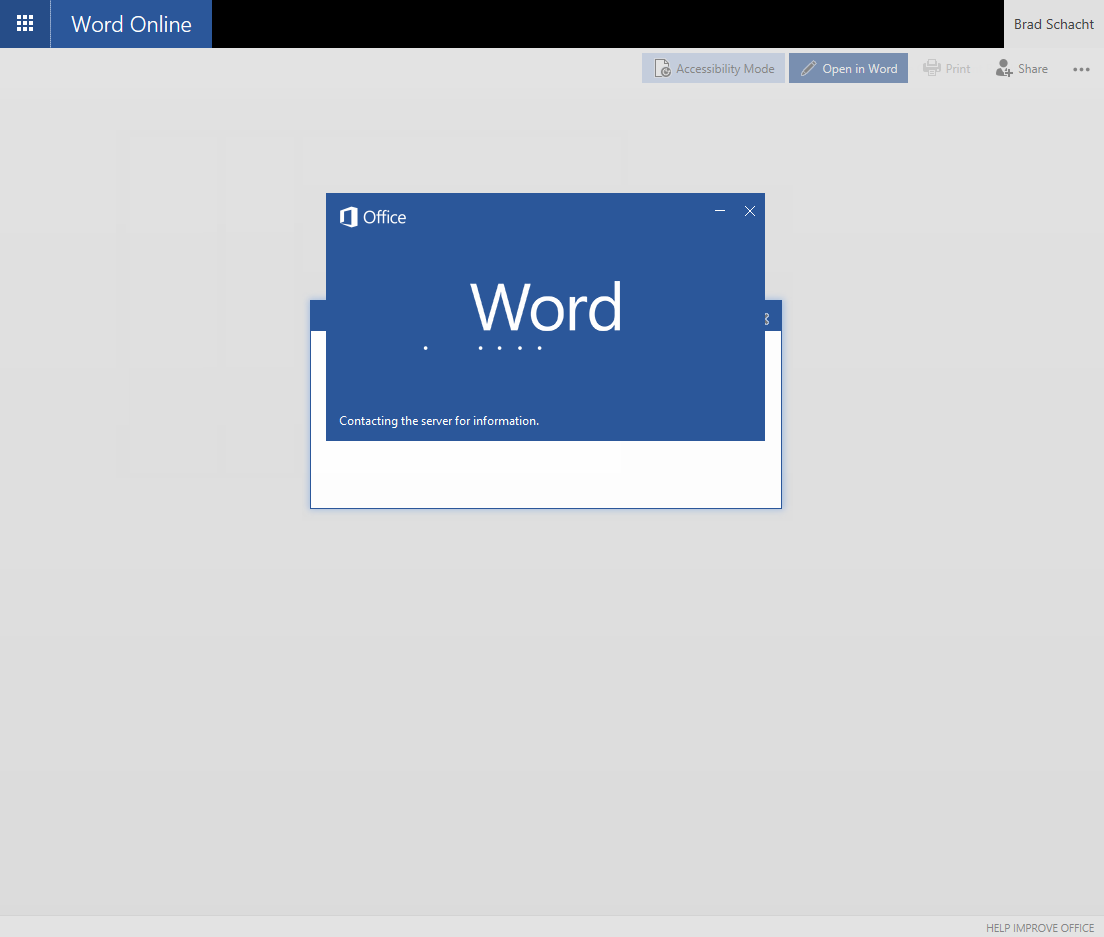 Word Online
Brad Schacht
Accessibility Mode
Open in Word
Print
Share
Office
Word
Contacting the server for information.
HELP IMPROVE OFFICE